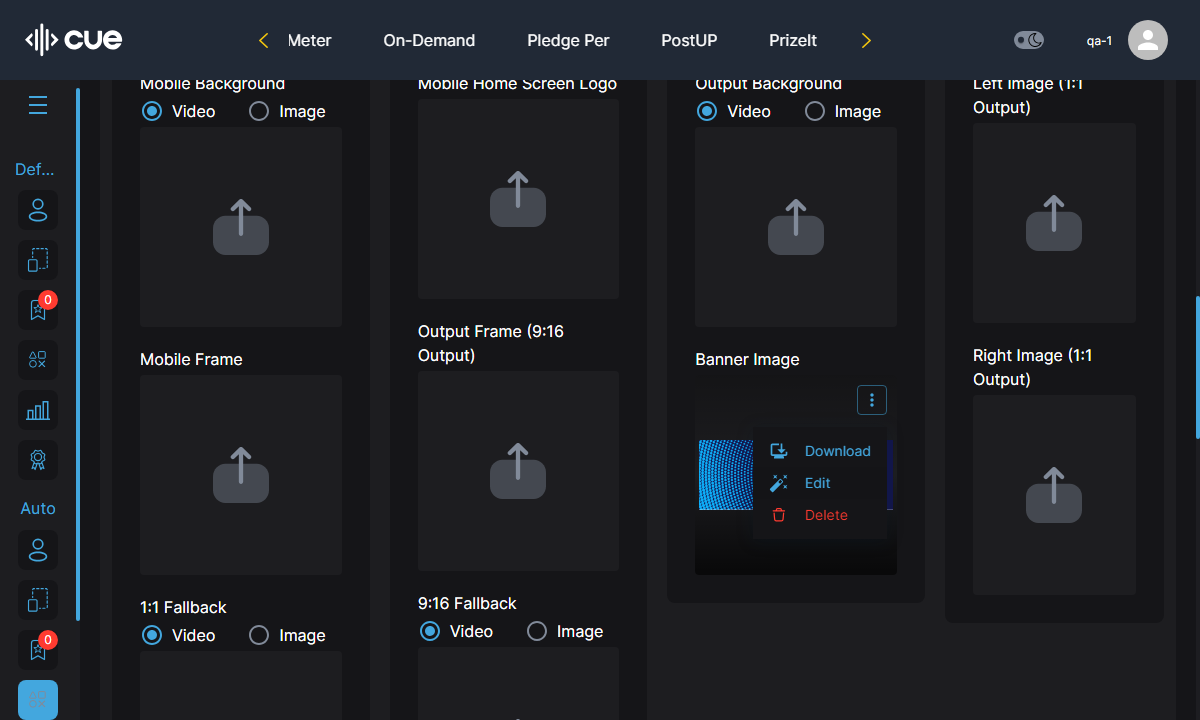 cue
Meter
On-Demand
Pledge Per
PostUP
PrizeIt
qa-1
Def...
0
Auto
0
Mobile Background
Video
Image
Mobile Frame
1:1 Fallback
Video
Image
Mobile Home Screen Logo
Output Frame (9:16
Output)
9:16 Fallback
Video
Image
Output Background
Video
Image
Banner Image
Download
Edit
Delete
Left Image (1:1
Output)
Right Image (1:1
Output)